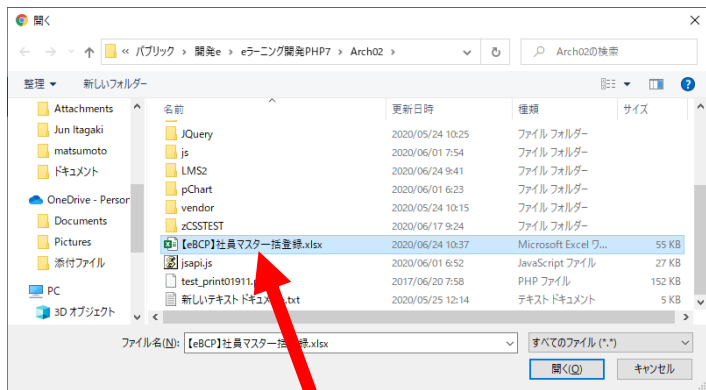 開く
« パブリック › 開発e › eラーニング開発PHP7 › Arch02 ›
Arch02の検索
整理 新しいフォルダー
名前 更新日時 種類 サイズ
Attachments
Jun Itagaki
matsumoto
ドキュメント
OneDrive - Person
Documents
Pictures
添付ファイル
PC
3D オブジェクト
JQuery 2020/05/24 10:25 ファイル フォルダー
js 2020/06/01 7:54 ファイル フォルダー
LMS2 2020/06/24 9:41 ファイル フォルダー
pChart 2020/06/01 6:23 ファイル フォルダー
vendor 2020/05/24 10:15 ファイル フォルダー
zCSSTEST 2020/06/17 9:24 ファイル フォルダー
【eBCP】社員マスター括登録.xlsx 2020/06/24 10:37 Microsoft Excel ワ... 55 KB
jsapi.js 2020/06/01 6:52 JavaScript ファイル 27 KB
test_print01911. 2017/06/20 7:58 PHP ファイル 152 KB
新しいテキスト ドキュメ .txt 2020/05/25 12:14 テキスト ドキュメント 5 KB
ファイル名(N): 【eBCP】社員マスター括登録.xlsx すべてのファイル (*.*)
開く(O) キャンセル